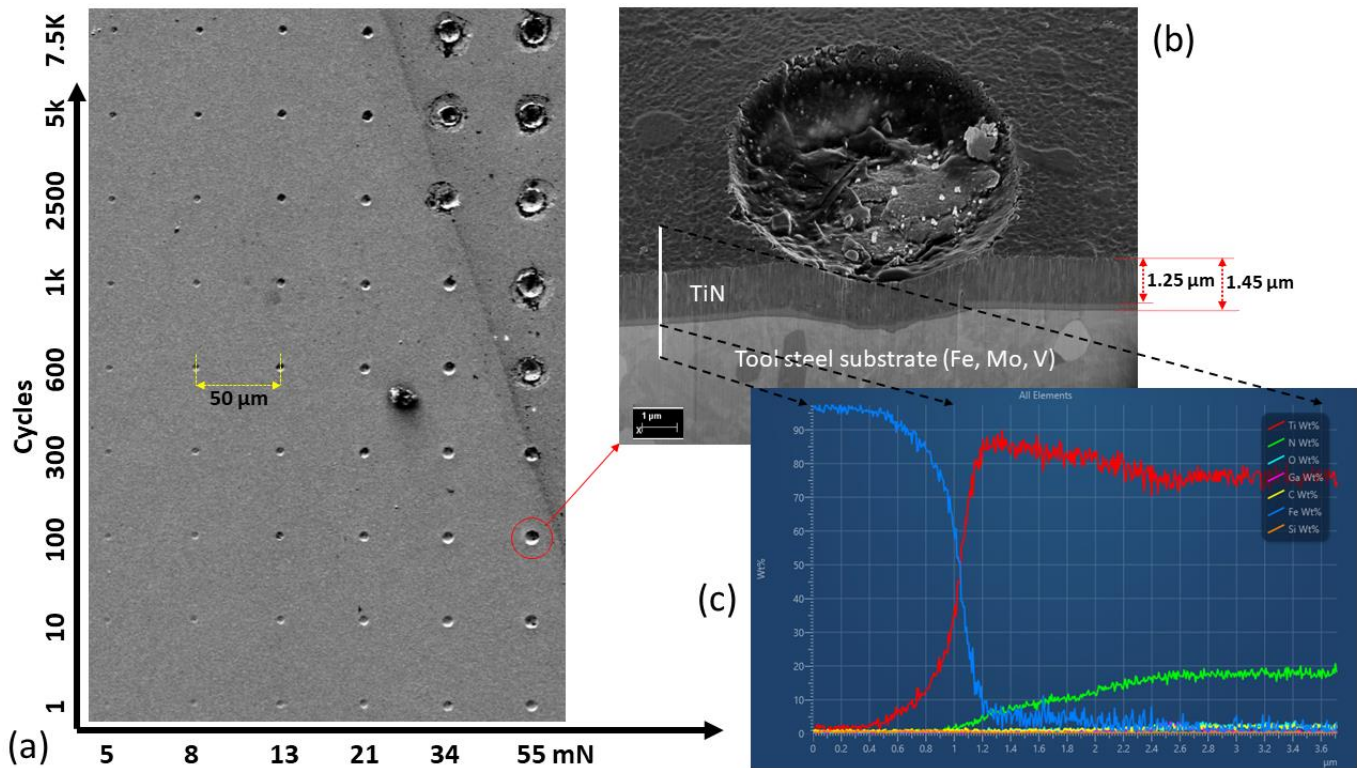 Cycles
7.5K
5k
2500
1k
600
300
100
10
1
50 µm
(a)
5 8 13 21 34 55 mN
(b)
TiN
1.25 µm
1.45 µm
Tool steel substrate (Fe, Mo, V)
1 µm
X
(c)
All Elements
Wt%
90
80
70
60
50
40
30
20
10
0
Ti Wt%
N Wt%
O Wt%
Ga Wt%
C Wt%
Fe Wt%
Si Wt%
0 0.2 0.4 0.6 0.8 1 1.2 1.4 1.6 1.8 2 2.2 2.4 2.6 2.8 3 3.2 3.4 3.6
µm